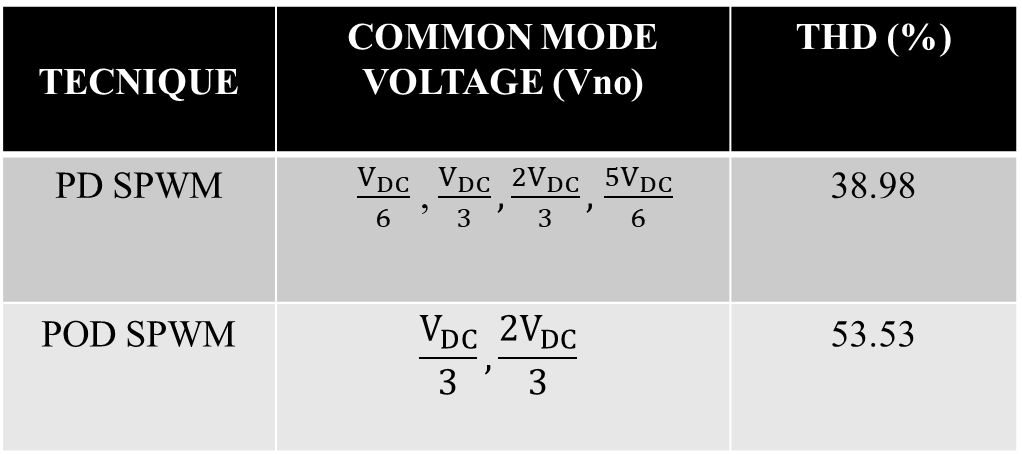 TECNIQUE
COMMON MODE
VOLTAGE (Vno)
THD (%)
PD SPWM
V_DC/6 , V_DC/3 , 2V_DC/3 , 5V_DC/6
38.98
POD SPWM
V_DC/3 , 2V_DC/3
53.53